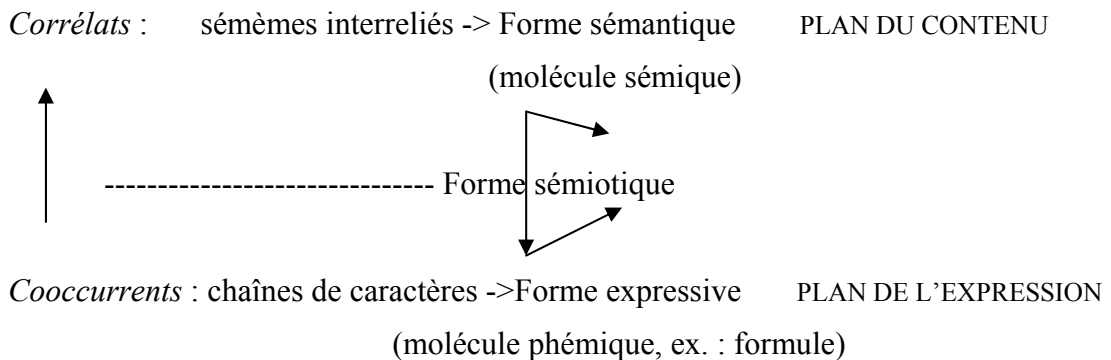 Corrélats : sémèmes interreliés -> Forme sémantique PLAN DU CONTENU
(molécule sémique)
------------------------------- Forme sémiotique
Cooccurrents : chaînes de caractères ->Forme expressive PLAN DE L’EXPRESSION
(molécule phémique, ex. : formule)